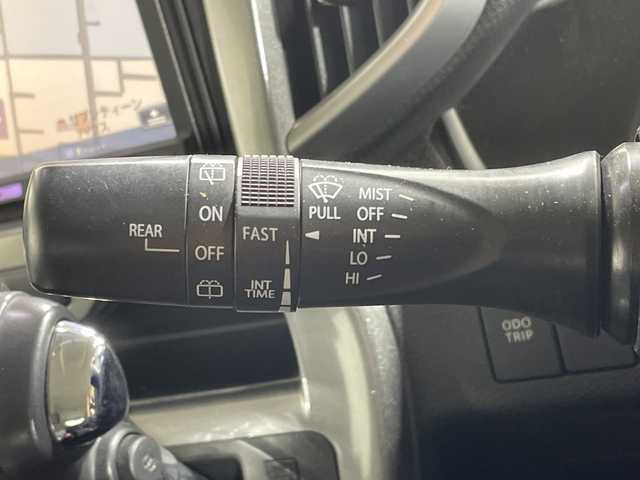 REAR
ON
OFF
FAST
INT
TIME
PULL
MIST
OFF
INT
LO
HI
ODO
TRIP